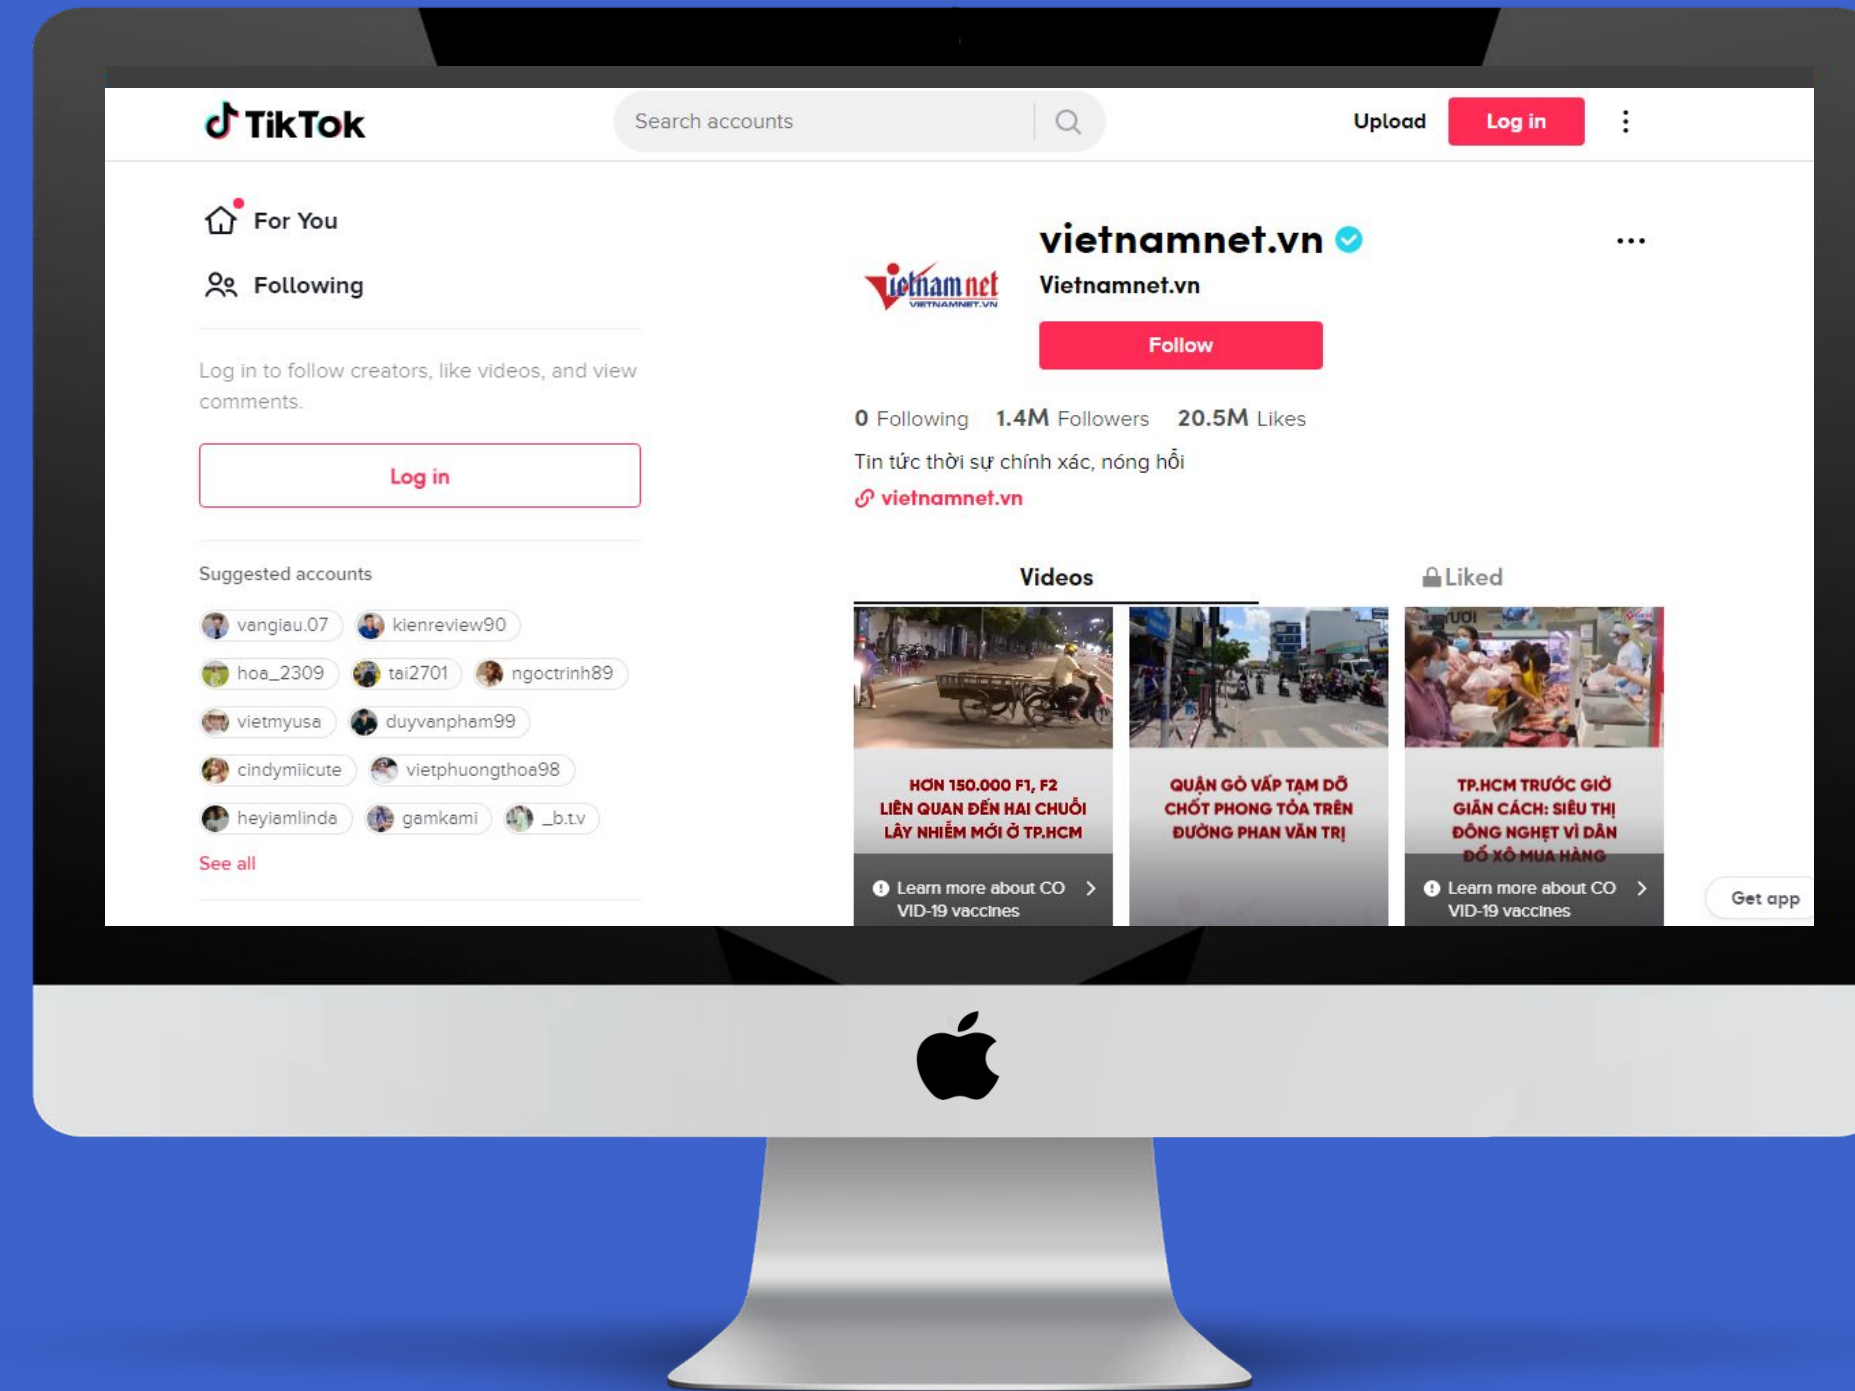 TikTok
Search accounts
Upload
Log in
For You
Following
Log in to follow creators, like videos, and view
comments.
Log in
Suggested accounts
vangiau.07
kienreview90
hoa_2309
tai2701
ngoctrinh89
vietmyusa
duyvanpham99
cindymiicute
vietphuongthoa98
heyiamlinda
gamkami
_b.t.v
See all
vietnamnet.vn
Vietnamnet.vn
vietnamnet
VIETNAMNET.VN
Follow
0 Following 1.4M Followers 20.5M Likes
Tin tức thời sự chính xác, nóng hổi
vietnamnet.vn
Videos
Liked
HƠN 150.000 F1, F2
LIÊN QUAN ĐẾN HAI CHUỖI
LÂY NHIỄM MỚI Ở TP.HCM
Learn more about CO
VID-19 vaccines
QUẬN GÒ VẤP TẠM DỠ
CHỐT PHONG TỎA TRÊN
ĐƯỜNG PHAN VĂN TRỊ
TP.HCM TRƯỚC GIỜ
GIÃN CÁCH: SIÊU THỊ
ĐÔNG NGHẸT VÌ DÂN
ĐỔ XÔ MUA HÀNG
Learn more about CO
VID-19 vaccines
Get app